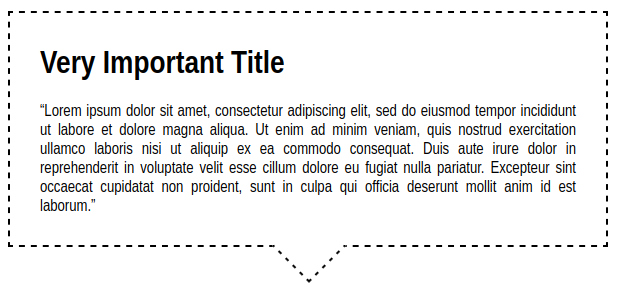 Very Important Title
“Lorem ipsum dolor sit amet, consectetur adipiscing elit, sed do eiusmod tempor incididunt
ut labore et dolore magna aliqua. Ut enim ad minim veniam, quis nostrud exercitation
ullamco laboris nisi ut aliquip ex ea commodo consequat. Duis aute irure dolor in
reprehenderit in voluptate velit esse cillum dolore eu fugiat nulla pariatur. Excepteur sint
occaecat cupidatat non proident, sunt in culpa qui officia deserunt mollit anim id est
laborum.”